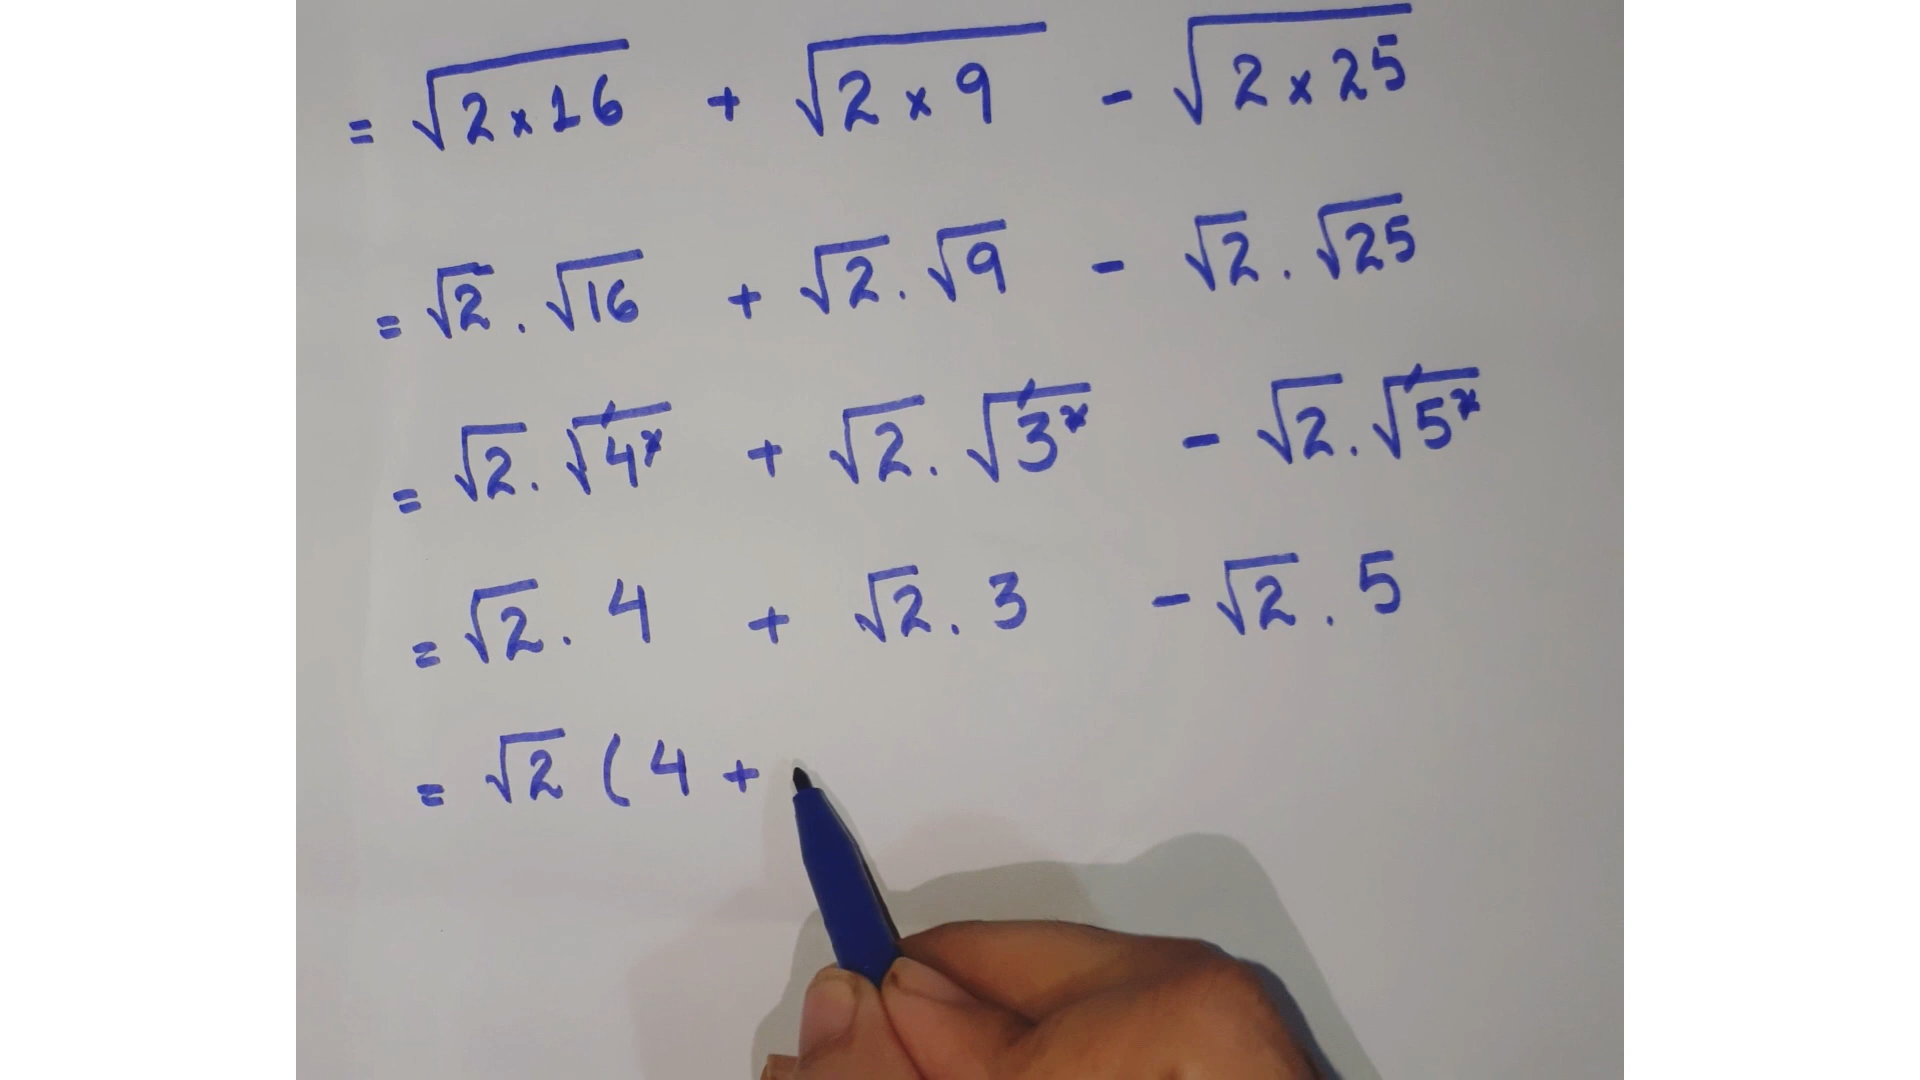 = √2×16 + √2×9 - √2×25
= √2 . √16 + √2 . √9 - √2 . √25
= √2 . √4² + √2 . √3² - √2 . √5²
= √2 . 4 + √2 . 3 - √2 . 5
= √2 ( 4 +